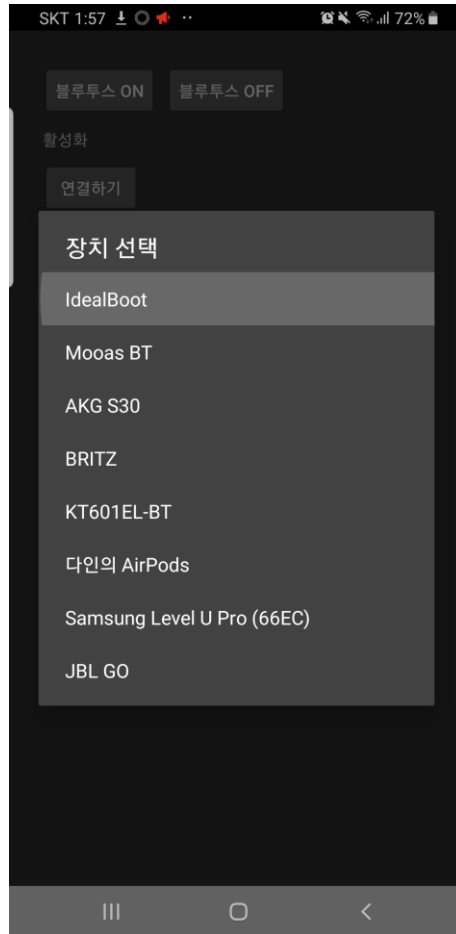 SKT 1:57 72%
블루투스 ON 블루투스 OFF
활성화
연결하기
장치 선택
IdealBoot
Mooas BT
AKG S30
BRITZ
KT601EL-BT
다인의 AirPods
Samsung Level U Pro (66EC)
JBL GO